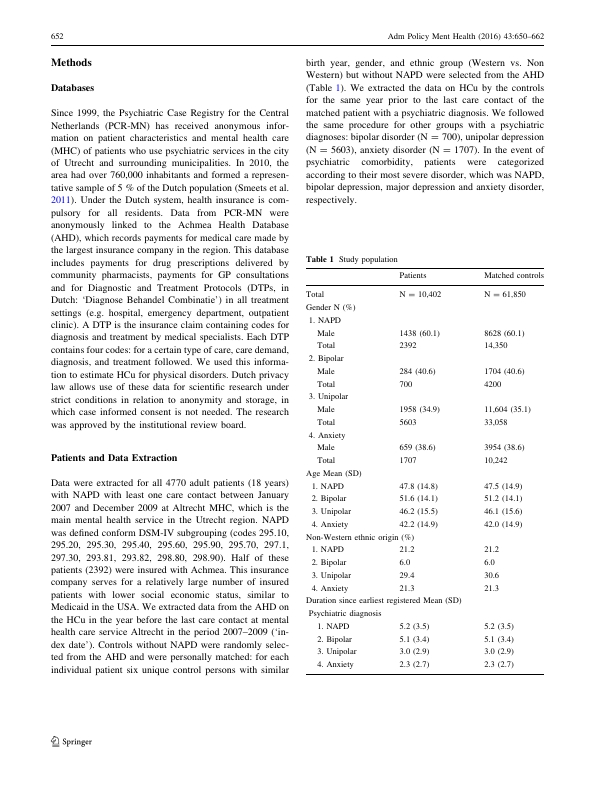 652
Adm Policy Ment Health (2016) 43:650–662
Methods
Databases
Since 1999, the Psychiatric Case Registry for the Central
Netherlands (PCR-MN) has received anonymous infor-
mation on patient characteristics and mental health care
(MHC) of patients who use psychiatric services in the city
of Utrecht and surrounding municipalities. In 2010, the
area had over 760,000 inhabitants and formed a represen-
tative sample of 5 % of the Dutch population (Smeets et al.
2011). Under the Dutch system, health insurance is com-
pulsory for all residents. Data from PCR-MN were
anonymously linked to the Achmea Health Database
(AHD), which records payments for medical care made by
the largest insurance company in the region. This database
includes payments for drug prescriptions delivered by
community pharmacists, payments for GP consultations
and for Diagnostic and Treatment Protocols (DTPs, in
Dutch: ‘Diagnose Behandel Combinatie’) in all treatment
settings (e.g. hospital, emergency department, outpatient
clinic). A DTP is the insurance claim containing codes for
diagnosis and treatment by medical specialists. Each DTP
contains four codes: for a certain type of care, care demand,
diagnosis, and treatment followed. We used this informa-
tion to estimate HCu for physical disorders. Dutch privacy
law allows use of these data for scientific research under
strict conditions in relation to anonymity and storage, in
which case informed consent is not needed. The research
was approved by the institutional review board.
Patients and Data Extraction
Data were extracted for all 4770 adult patients (18 years)
with NAPD with least one care contact between January
2007 and December 2009 at Altrecht MHC, which is the
main mental health service in the Utrecht region. NAPD
was defined conform DSM-IV subgrouping (codes 295.10,
295.20, 295.30, 295.40, 295.60, 295.90, 295.70, 297.1,
297.30, 293.81, 293.82, 298.80, 298.90). Half of these
patients (2392) were insured with Achmea. This insurance
company serves for a relatively large number of insured
patients with lower social economic status, similar to
Medicaid in the USA. We extracted data from the AHD on
the HCu in the year before the last care contact at mental
health care service Altrecht in the period 2007–2009 (‘in-
dex date’). Controls without NAPD were randomly selec-
ted from the AHD and were personally matched: for each
individual patient six unique control persons with similar
birth year, gender, and ethnic group (Western vs. Non
Western) but without NAPD were selected from the AHD
(Table 1). We extracted the data on HCu by the controls
for the same year prior to the last care contact of the
matched patient with a psychiatric diagnosis. We followed
the same procedure for other groups with a psychiatric
diagnoses: bipolar disorder (N = 700), unipolar depression
(N = 5603), anxiety disorder (N = 1707). In the event of
psychiatric comorbidity, patients were categorized
according to their most severe disorder, which was NAPD,
bipolar depression, major depression and anxiety disorder,
respectively.
Table 1 Study population
Patients Matched controls
Total N = 10,402 N = 61,850
Gender N (%)
1. NAPD
Male 1438 (60.1) 8628 (60.1)
Total 2392 14,350
2. Bipolar
Male 284 (40.6) 1704 (40.6)
Total 700 4200
3. Unipolar
Male 1958 (34.9) 11,604 (35.1)
Total 5603 33,058
4. Anxiety
Male 659 (38.6) 3954 (38.6)
Total 1707 10,242
Age Mean (SD)
1. NAPD 47.8 (14.8) 47.5 (14.9)
2. Bipolar 51.6 (14.1) 51.2 (14.1)
3. Unipolar 46.2 (15.5) 46.1 (15.6)
4. Anxiety 42.2 (14.9) 42.0 (14.9)
Non-Western ethnic origin (%)
1. NAPD 21.2 21.2
2. Bipolar 6.0 6.0
3. Unipolar 29.4 30.6
4. Anxiety 21.3 21.3
Duration since earliest registered Mean (SD)
Psychiatric diagnosis
1. NAPD 5.2 (3.5) 5.2 (3.5)
2. Bipolar 5.1 (3.4) 5.1 (3.4)
3. Unipolar 3.0 (2.9) 3.0 (2.9)
4. Anxiety 2.3 (2.7) 2.3 (2.7)
Springer